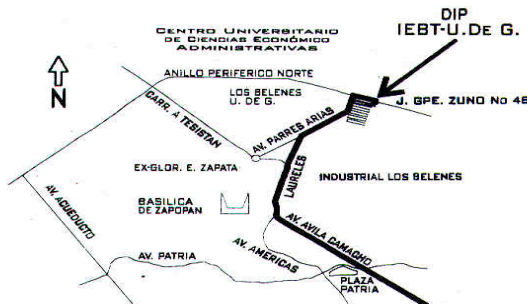 DIP
IEBT-U.DE G.
CENTRO UNIVERSITARIO
DE CIENCIAS ECONÓMICO
ADMINISTRATIVAS
N
ANILLO PERIFERICO NORTE
LOS BELENES
U. DE G.
J. GPE. ZUNO No 48
CARR. A TESISTAN
AV. PARRES ARIAS
EX-GLOR. E. ZAPATA
LAURELES
INDUSTRIAL LOS BELENES
AV. ACUEDUCTO
BASILICA
DE ZAPOPAN
AV. AVILA CAMACHO
AV. PATRIA
AV. AMERICAS
PLAZA
PATRIA